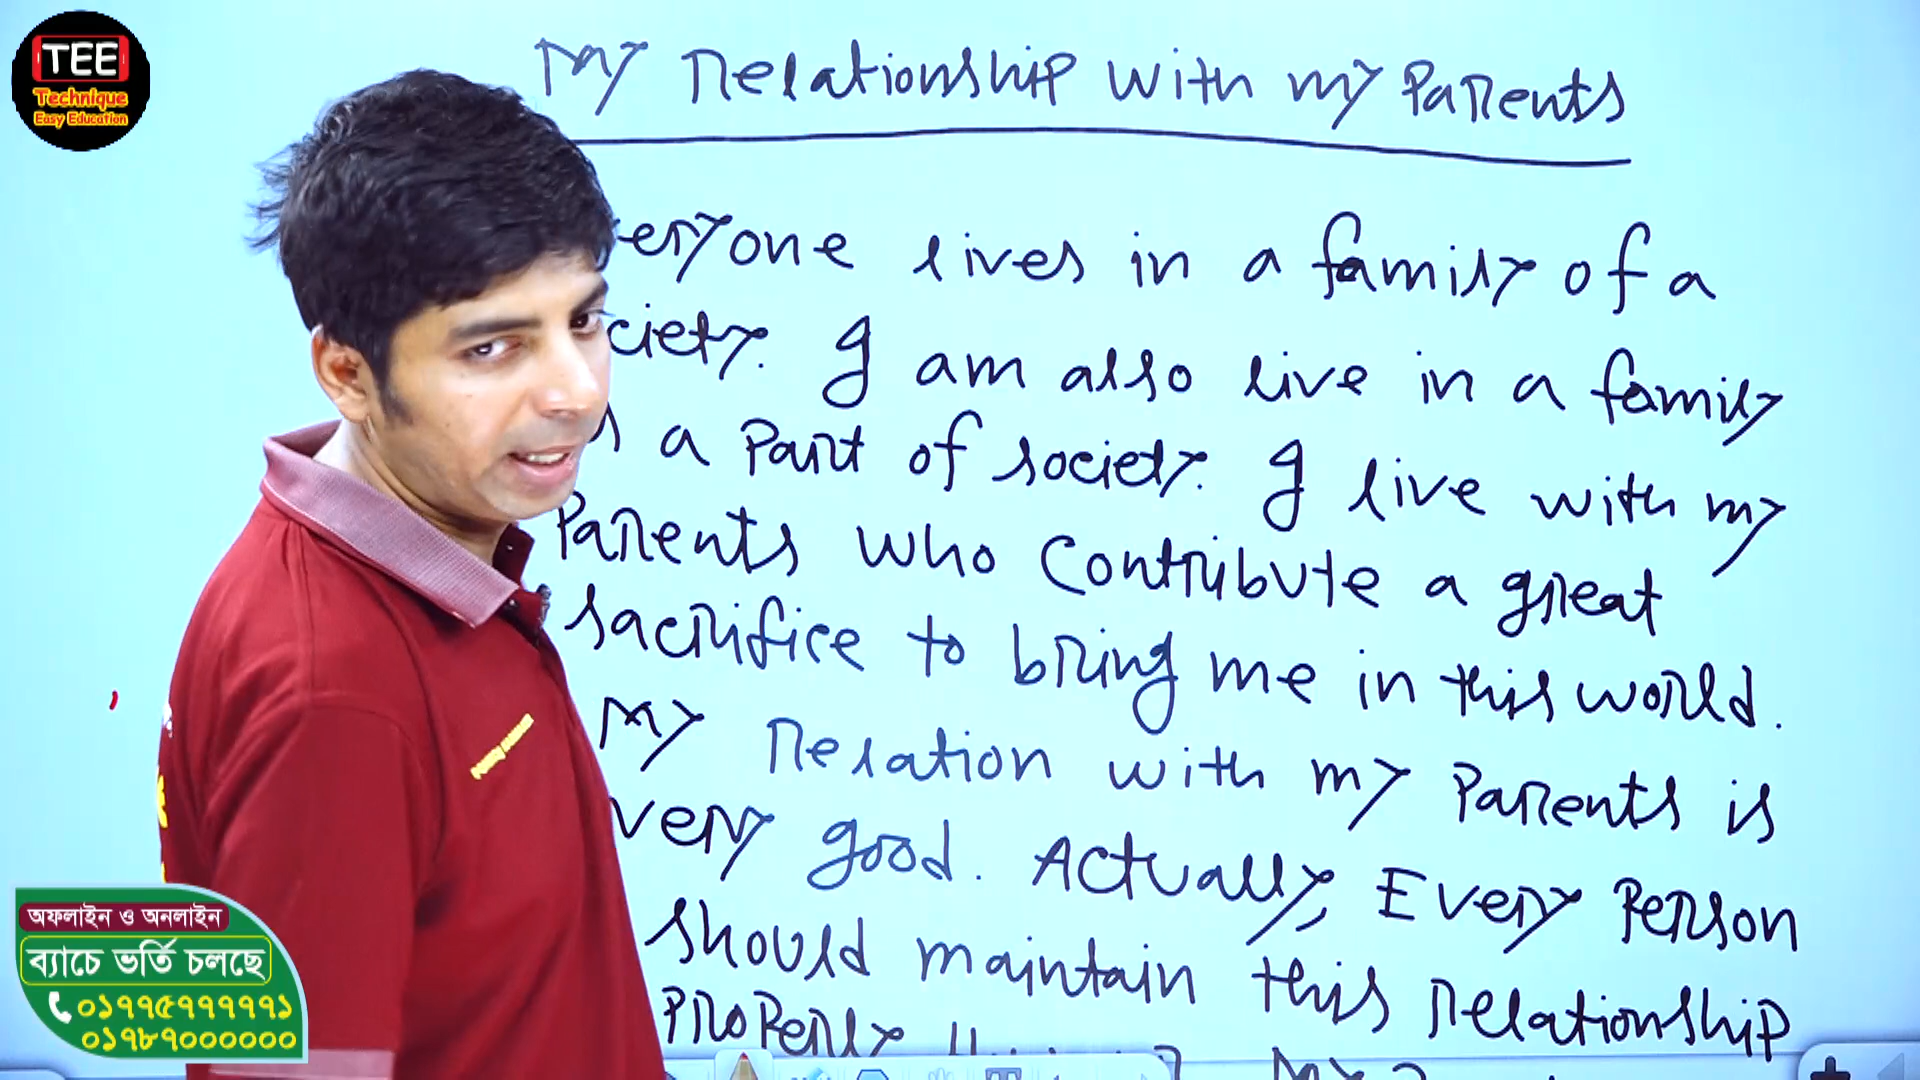 TEE
Technique
Easy Education
My Relationship with my Parents
eryone lives in a family of a
ciety. I am also live in a family
a part of society. I live with my
Parents who contribute a great
sacrifice to bring me in this world.
My Relation with my Parents is
very good. Actually, Every Person
should maintain this Relationship
Properly
অফলাইন ও অনলাইন
ব্যাচে ভর্তি চলছে
০১৭৭৫৭৭৭৭৭১
০১৭৮৭০০০০০০